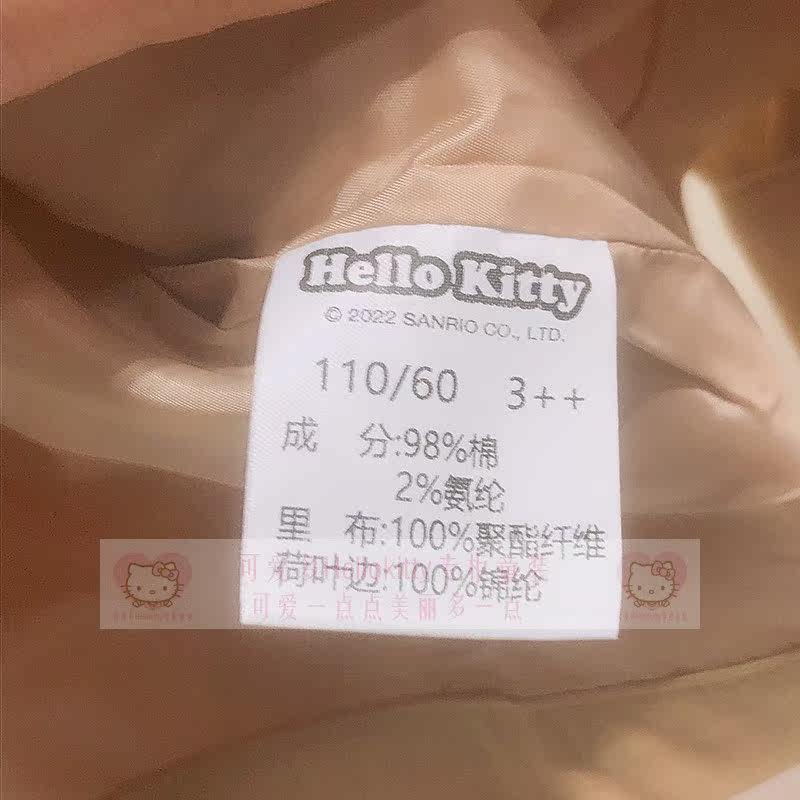 Hello Kitty
© 2022 SANRIO CO., LTD.
110/60 3++
成 分:98%棉
2%氨纶
里 布:100%聚酯纤维
荷叶边:100%锦纶
可爱一点点美丽多一点